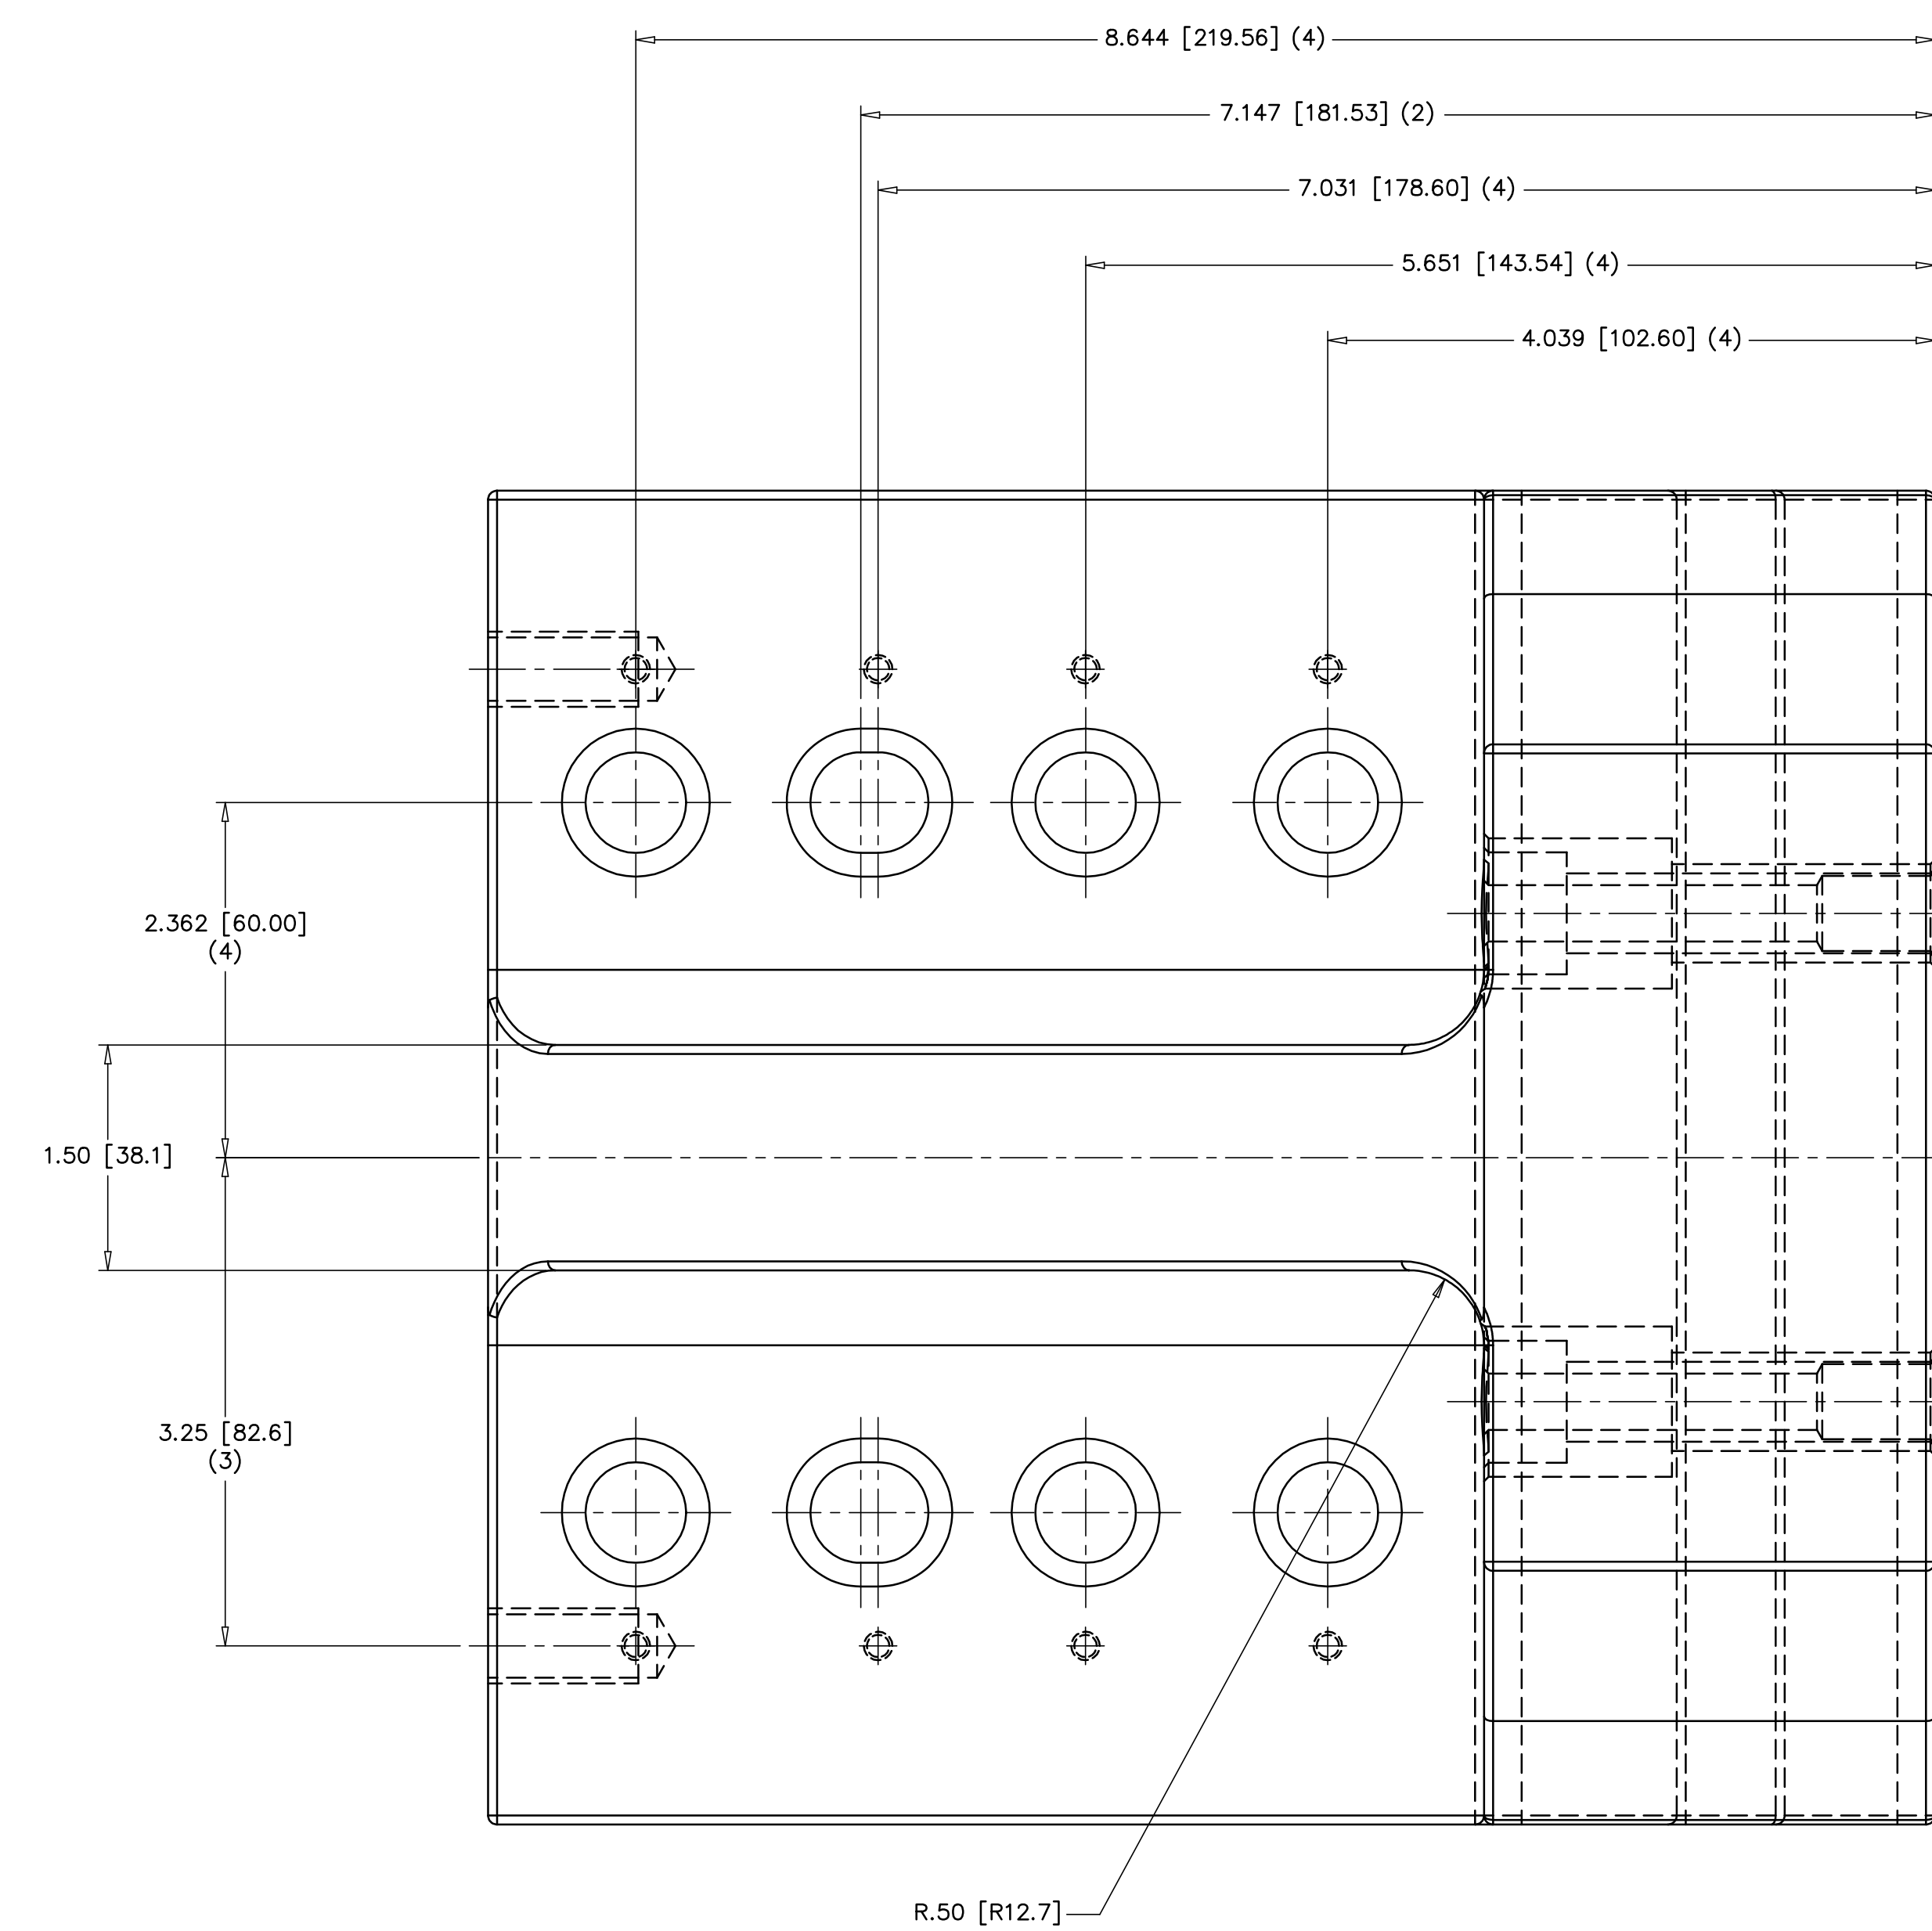 8.644 [219.56] (4)
7.147 [181.53] (2)
7.031 [178.60] (4)
5.651 [143.54] (4)
4.039 [102.60] (4)
2.362 [60.00]
(4)
1.50 [38.1]
3.25 [82.6]
(3)
R.50 [R12.7]